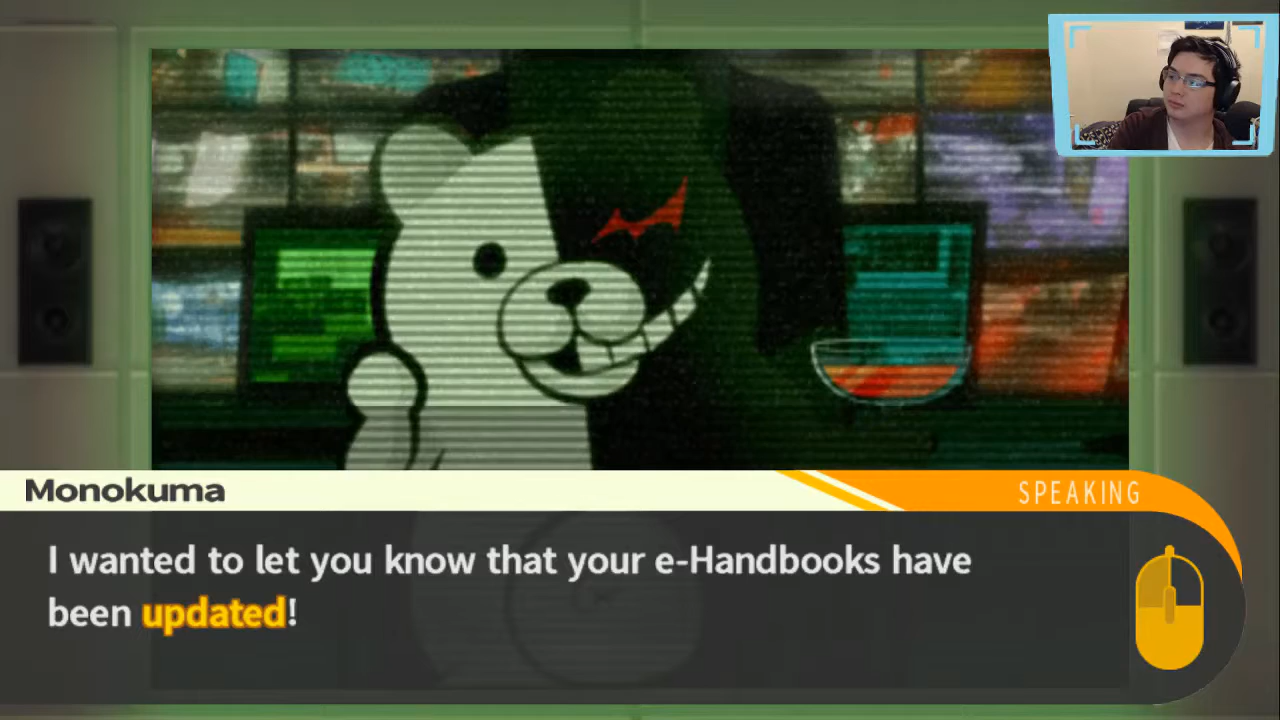 Monokuma
SPEAKING
I wanted to let you know that your e-Handbooks have
been updated!